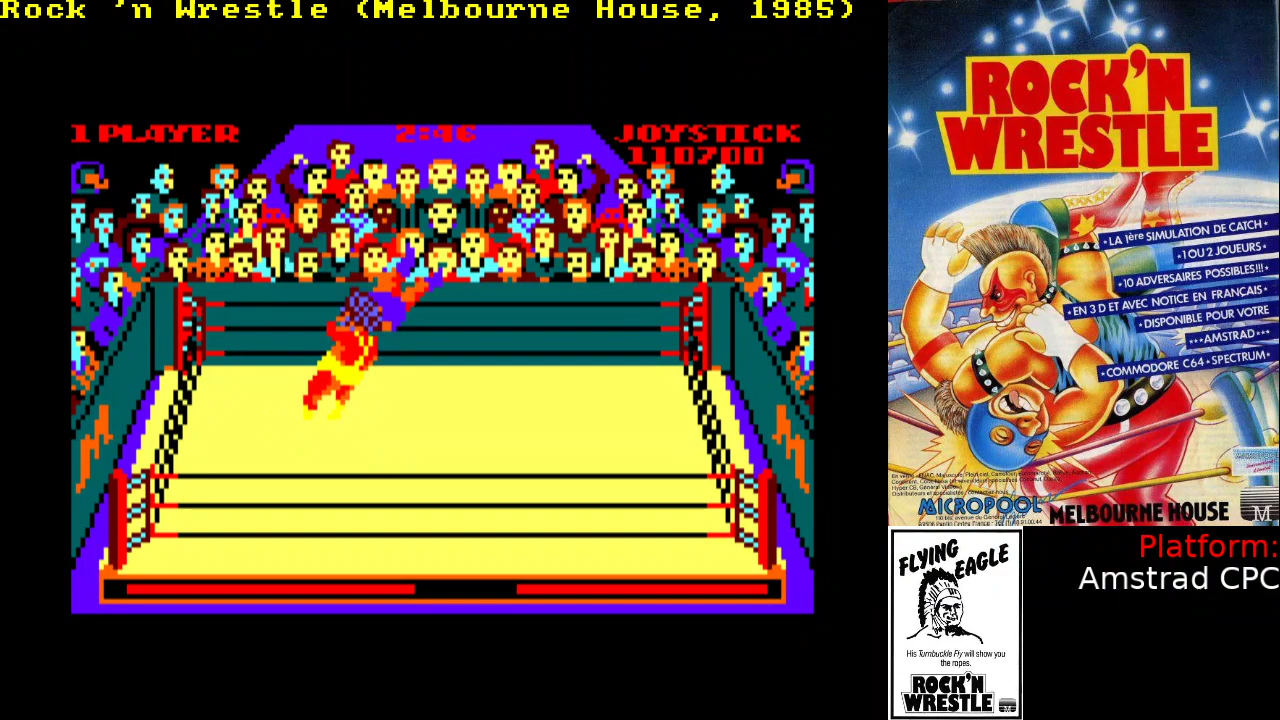 Rock 'n Wrestle (Melbourne House, 1985)
1 PLAYER 2:46 JOYSTICK
110700
ROCK'N
WRESTLE
•LA 1ère SIMULATION DE CATCH•
•1 OU 2 JOUEURS•
•10 ADVERSAIRES POSSIBLES!!!•
•EN 3 D ET AVEC NOTICE EN FRANÇAIS•
•DISPONIBLE POUR VOTRE
•••AMSTRAD•••
•COMMODORE C64•SPECTRUM•
MICROPOOL
MELBOURNE HOUSE
FLYING
EAGLE
His Turnbuckle Fly will show you
the ropes.
ROCK'N
WRESTLE
Platform:
Amstrad CPC